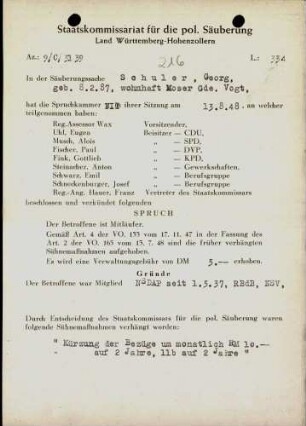 Staatskommissariat für die pol. Säuberung
Land Württemberg-Hohenzollern
Az.: 9/C/ 216 L:
In der Säuberungssache Schuler, Georg,
geb. 8.2.87, wohnhaft Moser Gde. Vogt,
hat die Spruchkammer in ihrer Sitzung am 13.8.48 an welcher
teilgenommen haben:
Reg.Assessor Wax Vorsitzender,
Uhl, Eugen Beisitzer – CDU,
Munsh, Alois „ – SPD,
Fischer, Paul „ – DVP,
Fink, Gottlieb „ – KPD,
Steinacher, Anton „ – Gewerkschaften,
Schwarz, Emil „ – Berufsgruppe
Schneckenburger, Josef „ – Berufsgruppe
Reg. Ang. Hauer, Franz Vertreter des Staatskommissars
beschlossen und verkündet folgenden
SPRUCH
Der Betroffene ist Mitläufer.
Gemäß Art. 4 der VO. 133 vom 17. 11. 47 in der Fassung des
Art. 2 der VO. 165 vom 13. 7. 48 sind die früher verhängten
Sühnemaßnahmen aufgehoben.
Es wird eine Verwaltungsgebühr von DM 5.— erhoben.
Gründe
Der Betroffene war Mitglied NSDAP seit 1.5.37, RBdB, NSV,
Durch Entscheidung des Staatskommissars für die pol. Säuberung waren
folgende Sühnemaßnahmen verhängt worden:
" Kürzung der Bezüge um monatlich RM 10.—
auf 2 Jahre, 11b auf 2 Jahre "